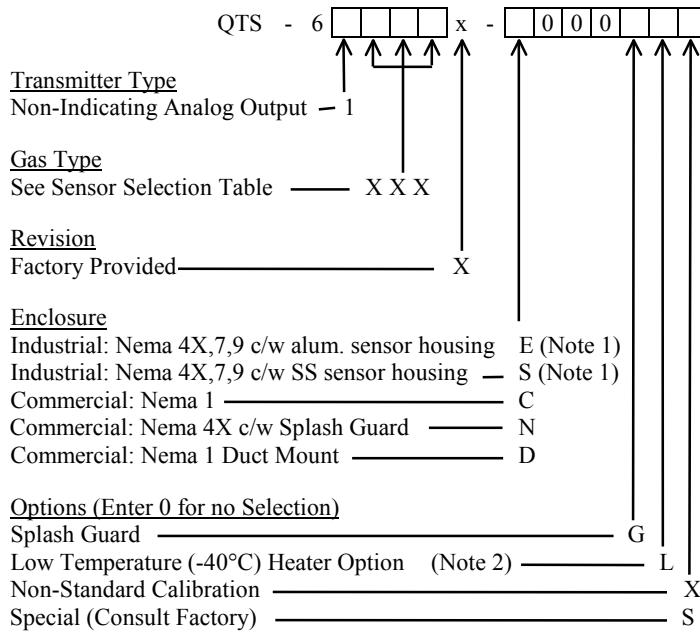 QTS - 6 x - 0 0 0
Transmitter Type
Non-Indicating Analog Output 1
Gas Type
See Sensor Selection Table X X X
Revision
Factory Provided X
Enclosure
Industrial: Nema 4X,7,9 c/w alum. sensor housing E (Note 1)
Industrial: Nema 4X,7,9 c/w SS sensor housing S (Note 1)
Commercial: Nema 1 C
Commercial: Nema 4X c/w Splash Guard N
Commercial: Nema 1 Duct Mount D
Options (Enter 0 for no Selection)
Splash Guard G
Low Temperature (-40°C) Heater Option (Note 2) L
Non-Standard Calibration X
Special (Consult Factory) S